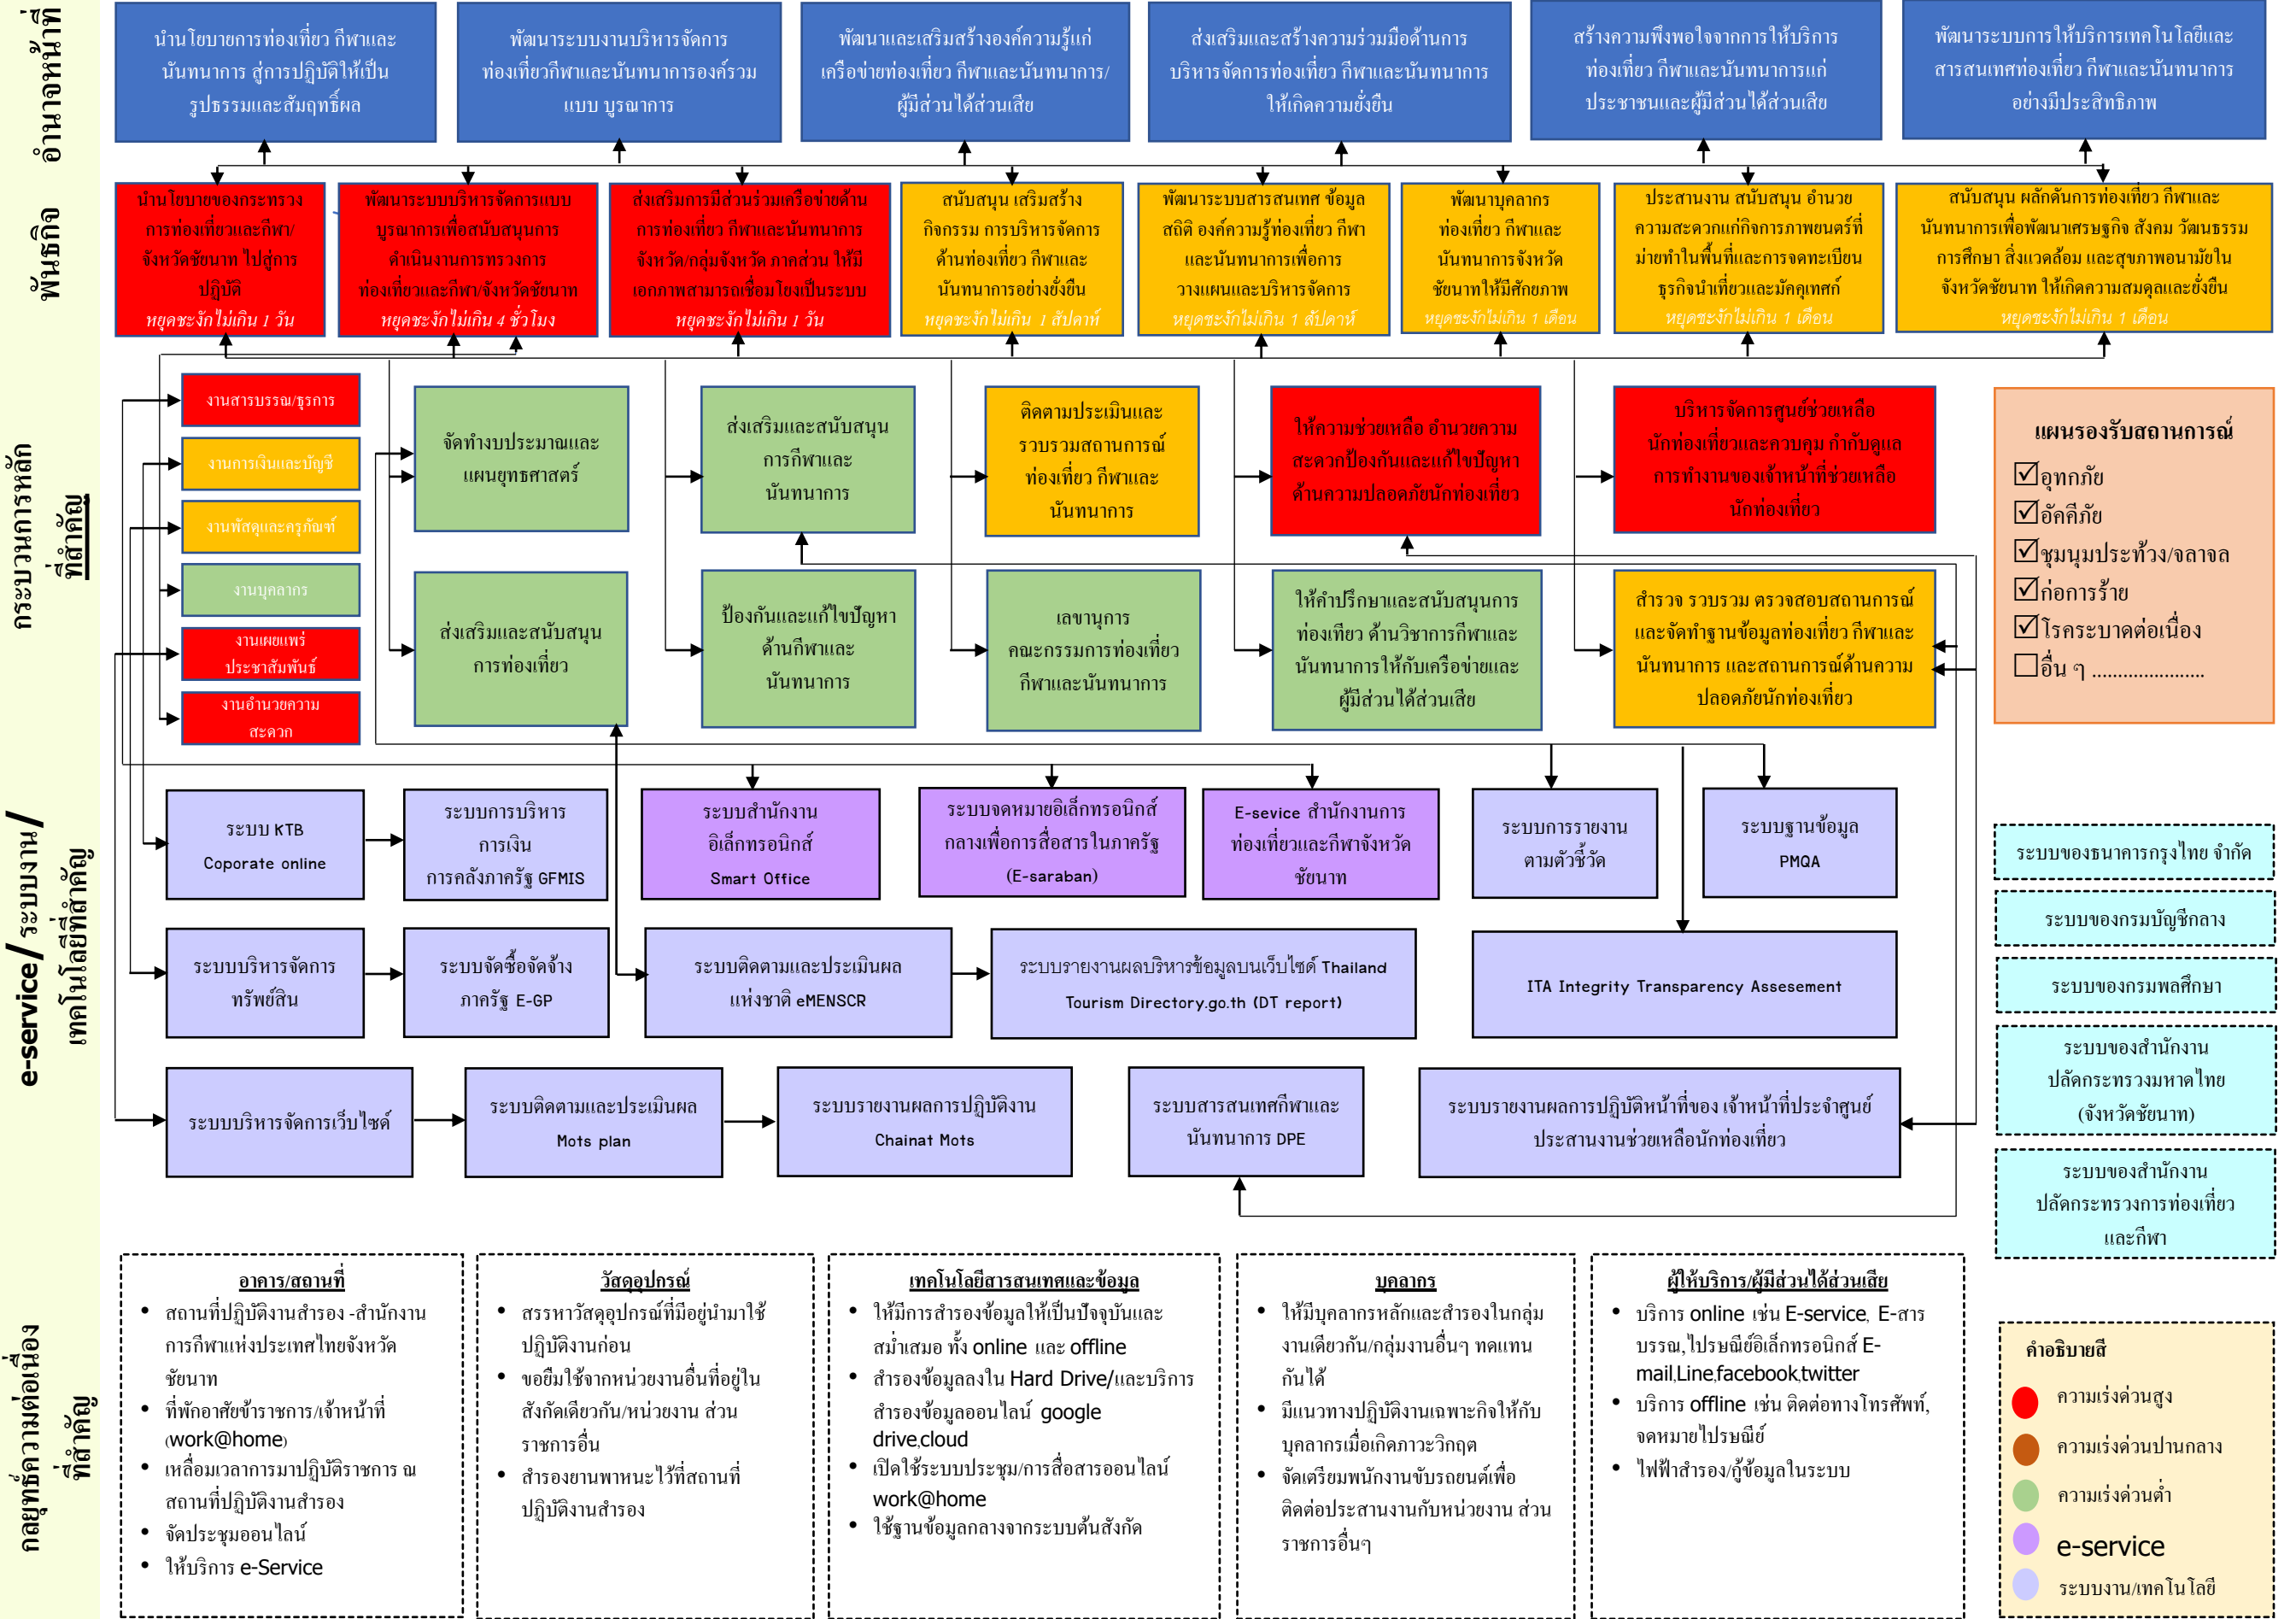 อำนาจหน้าที่
นำนโยบายการท่องเที่ยว กีฬาและ
นันทนาการ สู่การปฏิบัติให้เป็น
รูปธรรมและสัมฤทธิ์ผล
พัฒนาระบบงานบริหารจัดการ
ท่องเที่ยวกีฬาและนันทนาการองค์รวม
แบบ บูรณาการ
พัฒนาและเสริมสร้างองค์ความรู้แก่
เครือข่ายท่องเที่ยว กีฬาและนันทนาการ/
ผู้มีส่วนได้ส่วนเสีย
ส่งเสริมและสร้างความร่วมมือด้านการ
บริหารจัดการท่องเที่ยว กีฬาและนันทนาการ
ให้เกิดความยั่งยืน
สร้างความพึงพอใจจากการให้บริการ
ท่องเที่ยว กีฬาและนันทนาการแก่
ประชาชนและผู้มีส่วนได้ส่วนเสีย
พัฒนาระบบการให้บริการเทคโนโลยีและ
สารสนเทศท่องเที่ยว กีฬาและนันทนาการ
อย่างมีประสิทธิภาพ
พันธกิจ
นำนโยบายของกระทรวง
การท่องเที่ยวและกีฬา/
จังหวัดชัยนาท ไปสู่การ
ปฏิบัติ
หยุดชะงักไม่เกิน 1 วัน
พัฒนาระบบบริหารจัดการแบบ
บูรณาการเพื่อสนับสนุนการ
ดำเนินงานการทรวงการ
ท่องเที่ยวและกีฬา/จังหวัดชัยนาท
หยุดชะงักไม่เกิน 4 ชั่วโมง
ส่งเสริมการมีส่วนร่วมเครือข่ายด้าน
การท่องเที่ยว กีฬาและนันทนาการ
จังหวัด/กลุ่มจังหวัด ภาคส่วน ให้มี
เอกภาพสามารถเชื่อมโยงเป็นระบบ
หยุดชะงักไม่เกิน 1 วัน
สนับสนุน เสริมสร้าง
กิจกรรม การบริหารจัดการ
ด้านท่องเที่ยว กีฬาและ
นันทนาการอย่างยั่งยืน
หยุดชะงักไม่เกิน 1 สัปดาห์
พัฒนาระบบสารสนเทศ ข้อมูล
สถิติ องค์ความรู้ท่องเที่ยว กีฬา
และนันทนาการเพื่อการ
วางแผนและบริหารจัดการ
หยุดชะงักไม่เกิน 1 สัปดาห์
พัฒนาบุคลากร
ท่องเที่ยว กีฬาและ
นันทนาการจังหวัด
ชัยนาทให้มีศักยภาพ
หยุดชะงักไม่เกิน 1 เดือน
ประสานงาน สนับสนุน อำนวย
ความสะดวกแก่กิจการภาพยนตร์ที่
ม่ายทำในพื้นที่และการจดทะเบียน
ธุรกิจนำเที่ยวและมัคคุเทศก์
หยุดชะงักไม่เกิน 1 เดือน
สนับสนุน ผลักดันการท่องเที่ยว กีฬาและ
นันทนาการเพื่อพัฒนาเศรษฐกิจ สังคม วัฒนธรรม
การศึกษา สิ่งแวดล้อม และสุขภาพอนามัยใน
จังหวัดชัยนาท ให้เกิดความสมดุลและยั่งยืน
หยุดชะงักไม่เกิน 1 เดือน
กระบวนการหลัก
ที่สำคัญ
งานสารบรรณ/ธุรการ
งานการเงินและบัญชี
งานพัสดุและครุภัณฑ์
งานบุคลากร
งานเผยแพร่
ประชาสัมพันธ์
งานอำนวยความ
สะดวก
จัดทำงบประมาณและ
แผนยุทธศาสตร์
ส่งเสริมและสนับสนุน
การกีฬาและ
นันทนาการ
ติดตามประเมินและ
รวบรวมสถานการณ์
ท่องเที่ยว กีฬาและ
นันทนาการ
ให้ความช่วยเหลือ อำนวยความ
สะดวกป้องกันและแก้ไขปัญหา
ด้านความปลอดภัยนักท่องเที่ยว
บริหารจัดการศูนย์ช่วยเหลือ
นักท่องเที่ยวและควบคุม กำกับดูแล
การทำงานของเจ้าหน้าที่ช่วยเหลือ
นักท่องเที่ยว
ส่งเสริมและสนับสนุน
การท่องเที่ยว
ป้องกันและแก้ไขปัญหา
ด้านกีฬาและ
นันทนาการ
เลขานุการ
คณะกรรมการท่องเที่ยว
กีฬาและนันทนาการ
ให้คำปรึกษาและสนับสนุนการ
ท่องเทียว ด้านวิชาการกีฬาและ
นันทนาการให้กับเครือข่ายและ
ผู้มีส่วนได้ส่วนเสีย
สำรวจ รวบรวม ตรวจสอบสถานการณ์
และจัดทำฐานข้อมูลท่องเที่ยว กีฬาและ
นันทนาการ และสถานการณ์ด้านความ
ปลอดภัยนักท่องเที่ยว
แผนรองรับสถานการณ์
☑อุทกภัย
☑อัคคีภัย
☑ชุมนุมประท้วง/จลาจล
☑ก่อการร้าย
☑โรคระบาดต่อเนื่อง
☐อื่น ๆ ......................
e-service/ระบบงาน/
เทคโนโลยีที่สำคัญ
ระบบ KTB
Coporate online
ระบบการบริหาร
การเงิน
การคลังภาครัฐ GFMIS
ระบบสำนักงาน
อิเล็กทรอนิกส์
Smart Office
ระบบจดหมายอิเล็กทรอนิกส์
กลางเพื่อการสื่อสารในภาครัฐ
(E-saraban)
E-sevice สำนักงานการ
ท่องเที่ยวและกีฬาจังหวัด
ชัยนาท
ระบบการรายงาน
ตามตัวชี้วัด
ระบบฐานข้อมูล
PMQA
ระบบบริหารจัดการ
ทรัพย์สิน
ระบบจัดซื้อจัดจ้าง
ภาครัฐ E-GP
ระบบติดตามและประเมินผล
แห่งชาติ eMENSCR
ระบบรายงานผลบริหารข้อมูลบนเว็บไซด์ Thailand
Tourism Directory.go.th (DT report)
ITA Integrity Transparency Assesement
ระบบบริหารจัดการเว็บไซด์
ระบบติดตามและประเมินผล
Mots plan
ระบบรายงานผลการปฏิบัติงาน
Chainat Mots
ระบบสารสนเทศกีฬาและ
นันทนาการ DPE
ระบบรายงานผลการปฏิบัติหน้าที่ของ เจ้าหน้าที่ประจำศูนย์
ประสานงานช่วยเหลือนักท่องเที่ยว
ระบบของธนาคารกรุงไทย จำกัด
ระบบของกรมบัญชีกลาง
ระบบของกรมพลศึกษา
ระบบของสำนักงาน
ปลัดกระทรวงมหาดไทย
(จังหวัดชัยนาท)
ระบบของสำนักงาน
ปลัดกระทรวงการท่องเที่ยว
และกีฬา
กลยุทธ์ความต่อเนื่อง
ที่สำคัญ
อาคาร/สถานที่
• สถานที่ปฏิบัติงานสำรอง -สำนักงาน
การกีฬาแห่งประเทศไทยจังหวัด
ชัยนาท
• ที่พักอาศัยข้าราชการ/เจ้าหน้าที่
(work@home)
• เหลื่อมเวลาการมาปฏิบัติราชการ ณ
สถานที่ปฏิบัติงานสำรอง
• จัดประชุมออนไลน์
• ให้บริการ e-Service
วัสดุอุปกรณ์
• สรรหาวัสดุอุปกรณ์ที่มีอยู่นำมาใช้
ปฏิบัติงานก่อน
• ขอยืมใช้จากหน่วยงานอื่นที่อยู่ใน
สังกัดเดียวกัน/หน่วยงาน ส่วน
ราชการอื่น
• สำรองยานพาหนะไว้ที่สถานที่
ปฏิบัติงานสำรอง
เทคโนโลยีสารสนเทศและข้อมูล
• ให้มีการสำรองข้อมูลให้เป็นปัจจุบันและ
สม่ำเสมอ ทั้ง online และ offline
• สำรองข้อมูลลงใน Hard Drive/และบริการ
สำรองข้อมูลออนไลน์ google
drive,cloud
• เปิดใช้ระบบประชุม/การสื่อสารออนไลน์
work@home
• ใช้ฐานข้อมูลกลางจากระบบต้นสังกัด
บุคลากร
• ให้มีบุคลากรหลักและสำรองในกลุ่ม
งานเดียวกัน/กลุ่มงานอื่นๆ ทดแทน
กันได้
• มีแนวทางปฏิบัติงานเฉพาะกิจให้กับ
บุคลากรเมื่อเกิดภาวะวิกฤต
• จัดเตรียมพนักงานขับรถยนต์เพื่อ
ติดต่อประสานงานกับหน่วยงาน ส่วน
ราชการอื่นๆ
ผู้ให้บริการ/ผู้มีส่วนได้ส่วนเสีย
• บริการ online เช่น E-service, E-สาร
บรรณ,ไปรษณีย์อิเล็กทรอนิกส์ E-
mail,Line,facebook,twitter
• บริการ offline เช่น ติดต่อทางโทรศัพท์,
จดหมายไปรษณีย์
• ไฟฟ้าสำรอง/กู้ข้อมูลในระบบ
คำอธิบายสี
ความเร่งด่วนสูง
ความเร่งด่วนปานกลาง
ความเร่งด่วนต่ำ
e-service
ระบบงาน/เทคโนโลยี